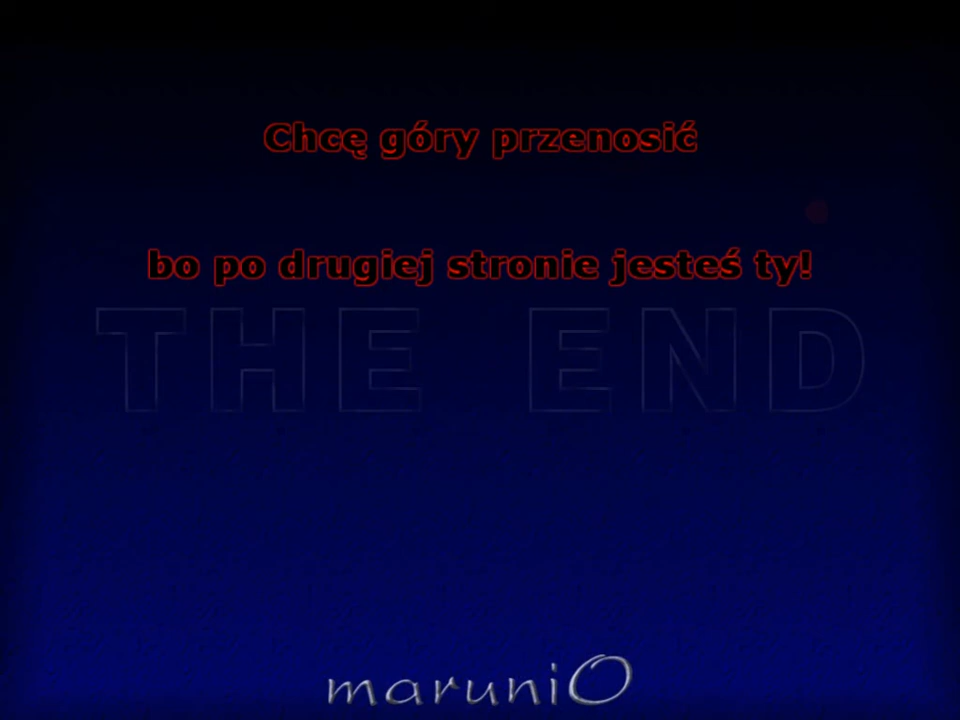 Chcę góry przenosić
bo po drugiej stronie jesteś ty!
THE END
maruniO